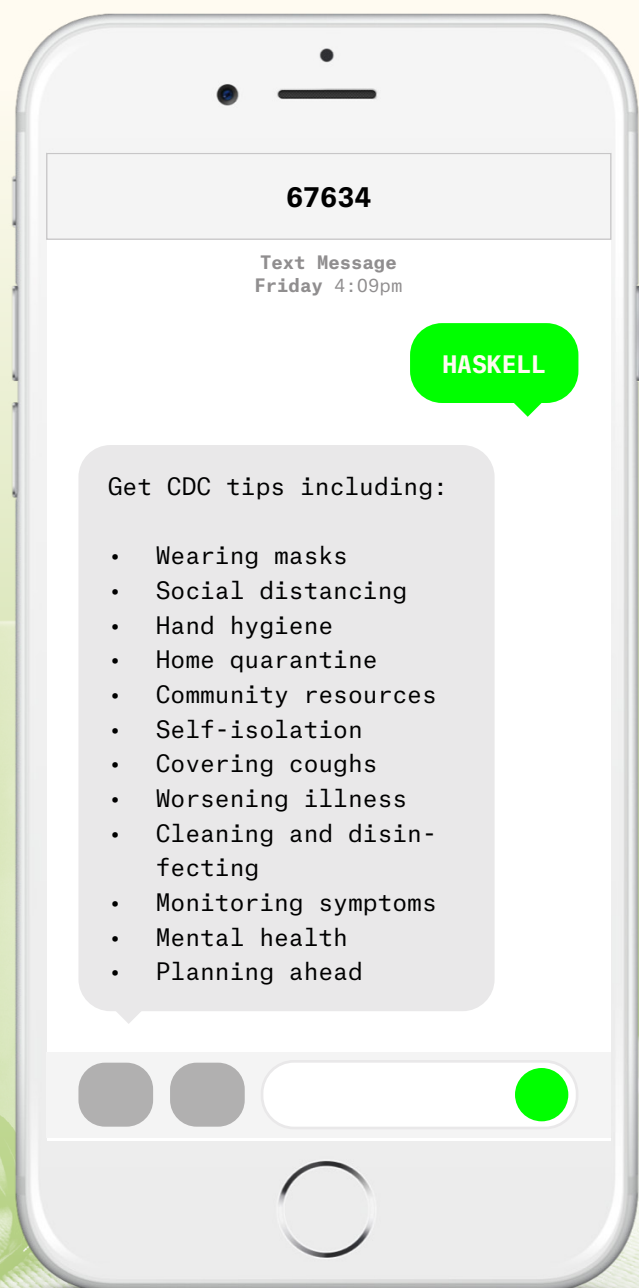 67634
Text Message
Friday 4:09pm
HASKELL
Get CDC tips including:
• Wearing masks
• Social distancing
• Hand hygiene
• Home quarantine
• Community resources
• Self-isolation
• Covering coughs
• Worsening illness
• Cleaning and disin-
fecting
• Monitoring symptoms
• Mental health
• Planning ahead